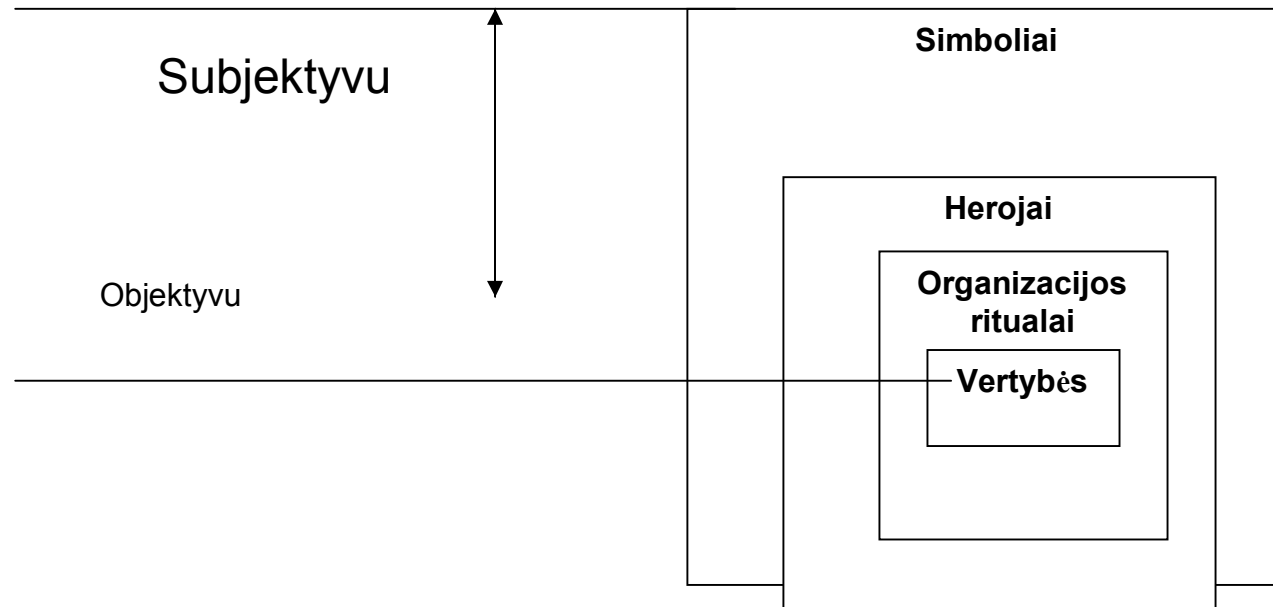 Simboliai
Subjektyvu
Herojai
Objektyvu
Organizacijos
ritualai
Vertybės